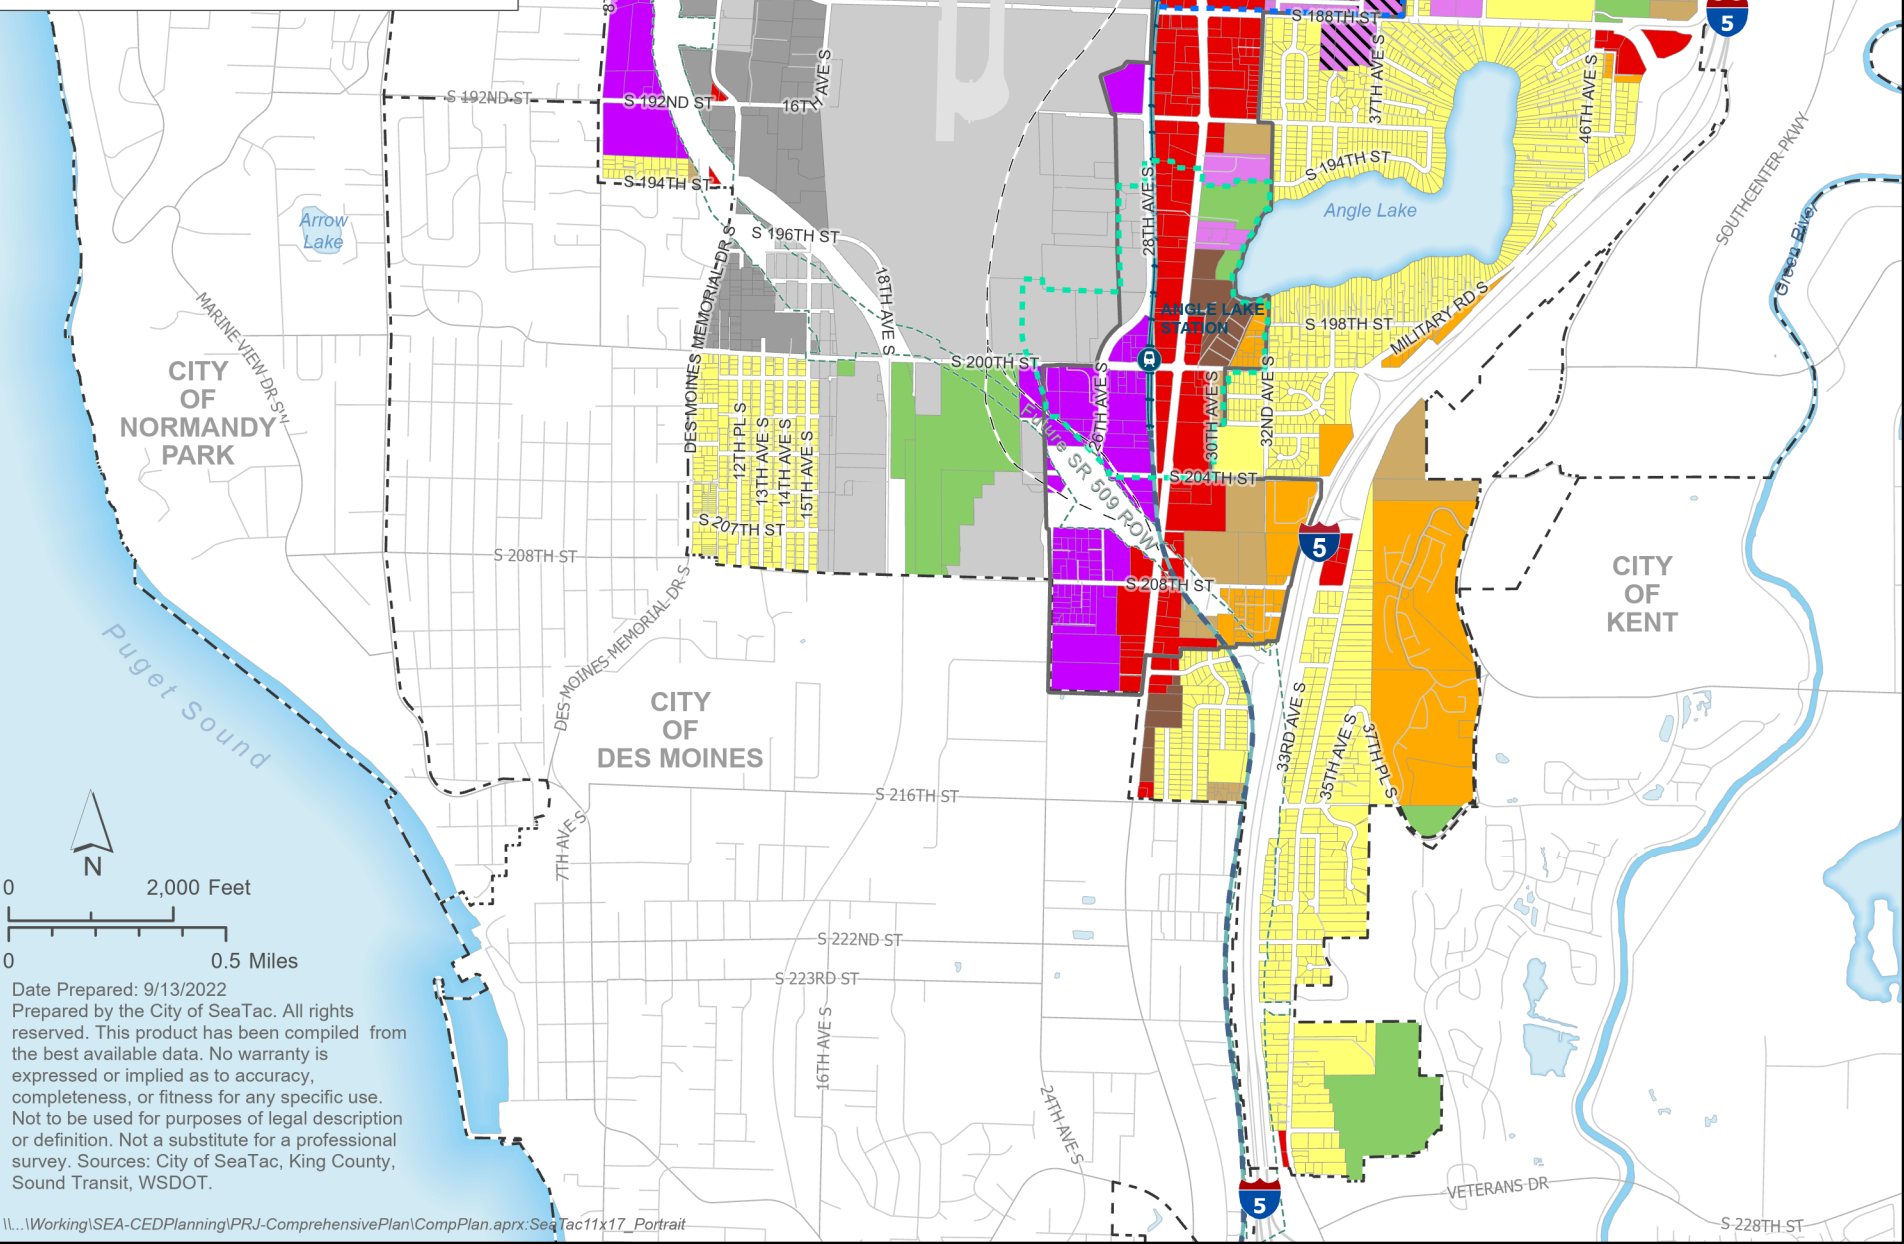 S 188TH ST
5
37TH AVE S
46TH AVE S
16TH AVE S
S 192ND ST
S 192ND ST
SOUTHCENTER PKWY
S 194TH ST
S 194TH ST
28TH AVE S
Arrow
Lake
Angle Lake
S 196TH ST
Green River
DES MOINES MEMORIAL DR S
18TH AVE S
MARINE VIEW DR SW
ANGLE LAKE
STATION
S 198TH ST
MILITARY RD S
S 200TH ST
CITY
OF
NORMANDY
PARK
26TH AVE S
30TH AVE S
32ND AVE S
12TH PL S
13TH AVE S
14TH AVE S
15TH AVE S
Future SR 509 ROW
S 204TH ST
S 207TH ST
S 208TH ST
5
S 208TH ST
CITY
OF
KENT
DES MOINES MEMORIAL DR S
Puget Sound
CITY
OF
DES MOINES
33RD AVE S
35TH AVE S
37TH PL S
S 216TH ST
7TH AVE S
N
0 2,000 Feet
0 0.5 Miles
S 222ND ST
S 223RD ST
16TH AVE S
24TH AVE S
Date Prepared: 9/13/2022
Prepared by the City of SeaTac. All rights
reserved. This product has been compiled from
the best available data. No warranty is
expressed or implied as to accuracy,
completeness, or fitness for any specific use.
Not to be used for purposes of legal description
or definition. Not a substitute for a professional
survey. Sources: City of SeaTac, King County,
Sound Transit, WSDOT.
5
VETERANS DR
S 228TH ST
\\...\Working\SEA-CEDPlanning\PRJ-ComprehensivePlan\CompPlan.aprx:SeaTac11x17_Portrait